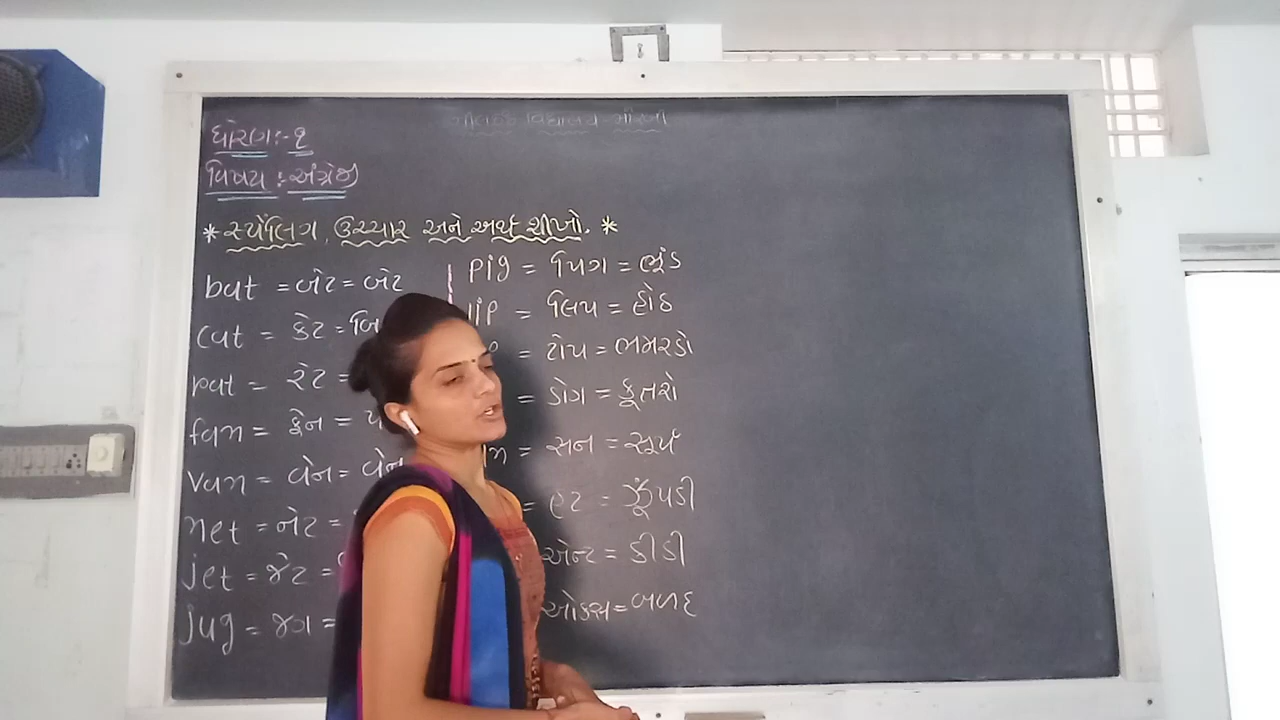 ધોરણ:-૧
વિષય : અંગ્રેજી
* સ્પેલિંગ, ઉચ્ચાર અને અર્થ શીખો. *
bat = બેટ = બેટ
cat = કેટ =
rat = રેટ =
fan = ફેન =
van = વેન = વેન
net = નેટ =
jet = જેટ =
jug = જગ =
pig = પિગ = ભૂંડ
lip = લિપ = હોઠ
= ટોપ = ભમરડો
= ડોગ = કૂતરો
= સન = સૂર્ય
= હટ = ઝૂંપડી
એન્ટ = કીડી
ઓક્સ = બળદ